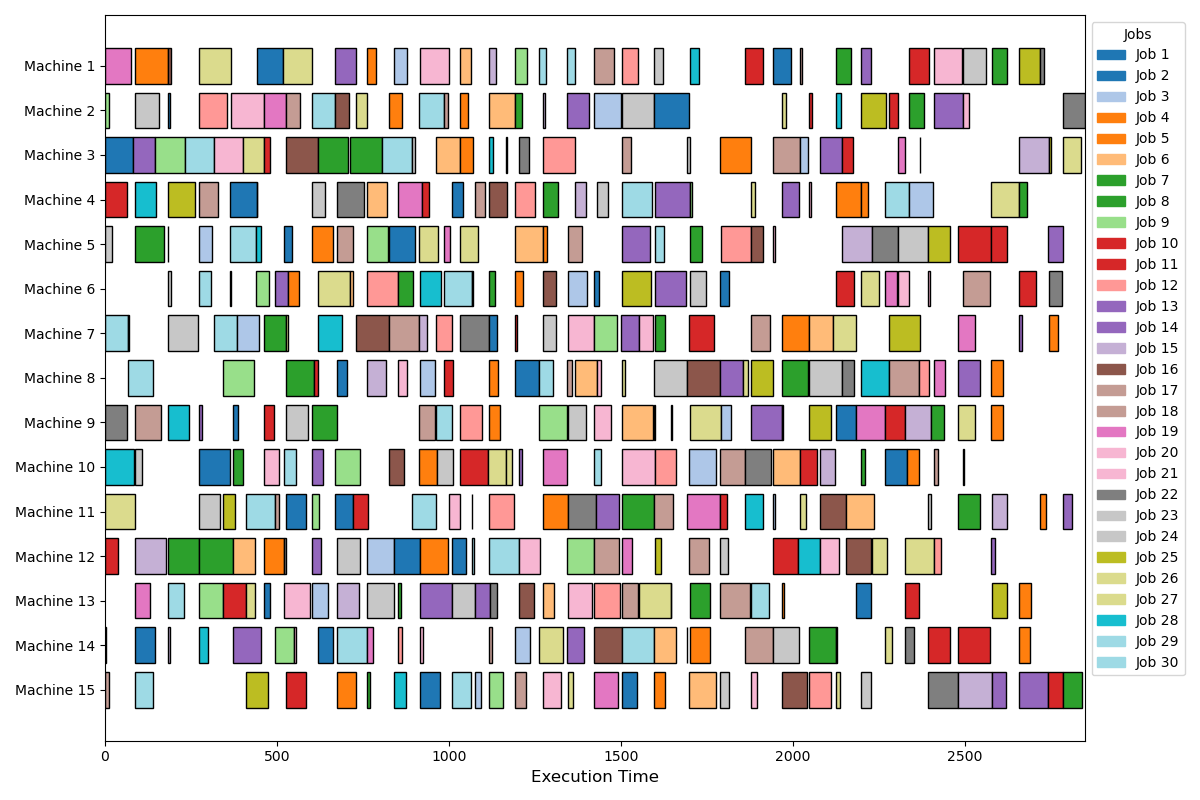 Machine 1
Machine 2
Machine 3
Machine 4
Machine 5
Machine 6
Machine 7
Machine 8
Machine 9
Machine 10
Machine 11
Machine 12
Machine 13
Machine 14
Machine 15
0 500 1000 1500 2000 2500
Execution Time
Jobs
Job 1
Job 2
Job 3
Job 4
Job 5
Job 6
Job 7
Job 8
Job 9
Job 10
Job 11
Job 12
Job 13
Job 14
Job 15
Job 16
Job 17
Job 18
Job 19
Job 20
Job 21
Job 22
Job 23
Job 24
Job 25
Job 26
Job 27
Job 28
Job 29
Job 30